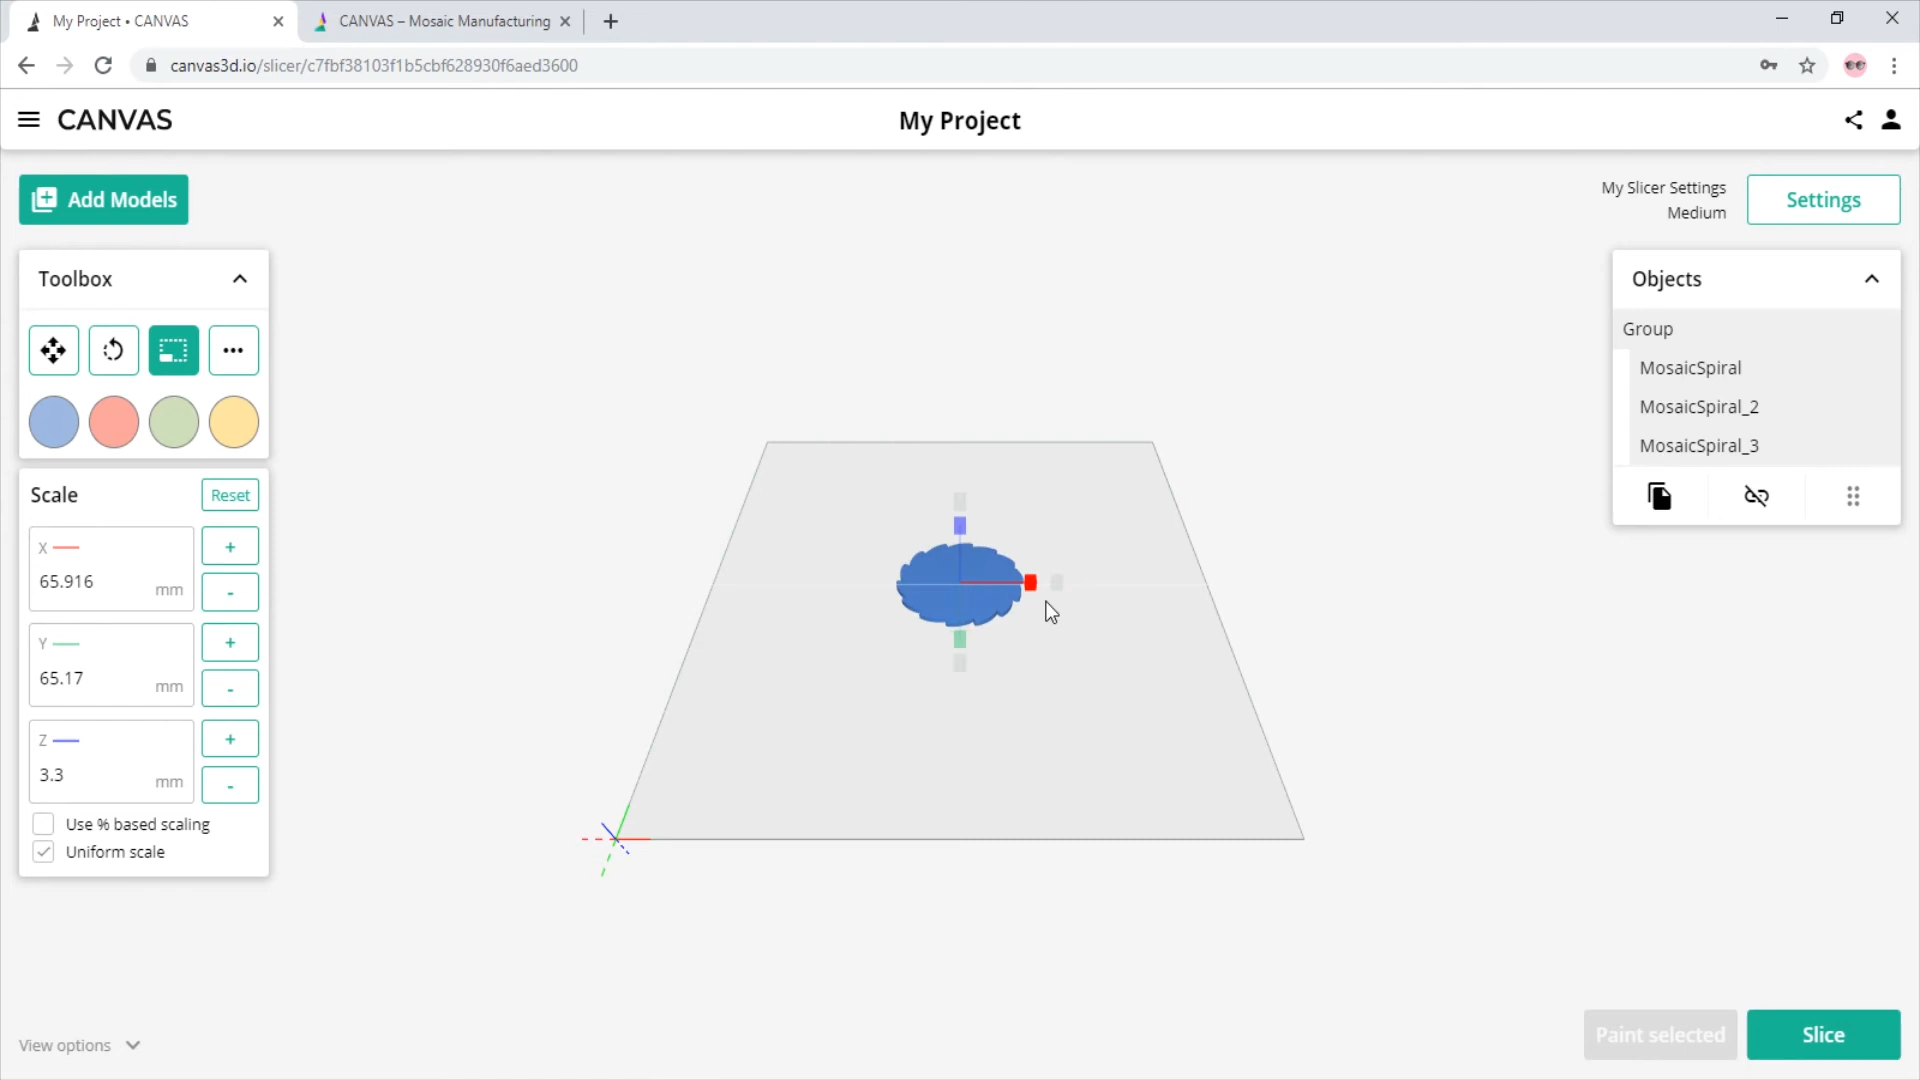 My Project • CANVAS
CANVAS – Mosaic Manufacturing
canvas3d.io/slicer/c7fbf38103f1b5cbf628930f6aed3600
CANVAS
My Project
Add Models
My Slicer Settings
Medium
Settings
Toolbox
Objects
Group
MosaicSpiral
MosaicSpiral_2
MosaicSpiral_3
Scale
Reset
X
65.916 mm
+
-
Y
65.17 mm
+
-
Z
3.3 mm
+
-
Use % based scaling
Uniform scale
View options
Paint selected
Slice